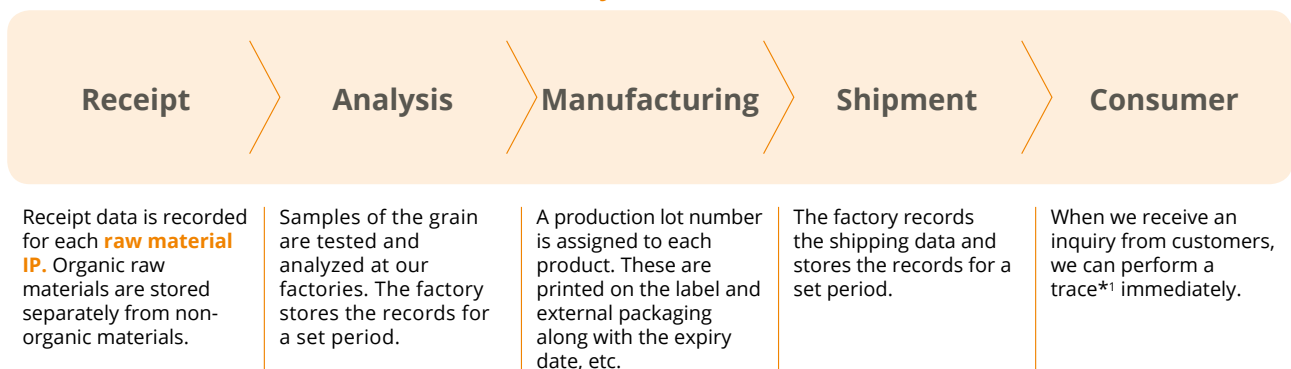 Receipt
Analysis
Manufacturing
Shipment
Consumer
Receipt data is recorded
for each raw material
IP. Organic raw
materials are stored
separately from non-
organic materials.
Samples of the grain
are tested and
analyzed at our
factories. The factory
stores the records for
a set period.
A production lot number
is assigned to each
product. These are
printed on the label and
external packaging
along with the expiry
date, etc.
The factory records
the shipping data and
stores the records for a
set period.
When we receive an
inquiry from customers,
we can perform a
trace*¹ immediately.